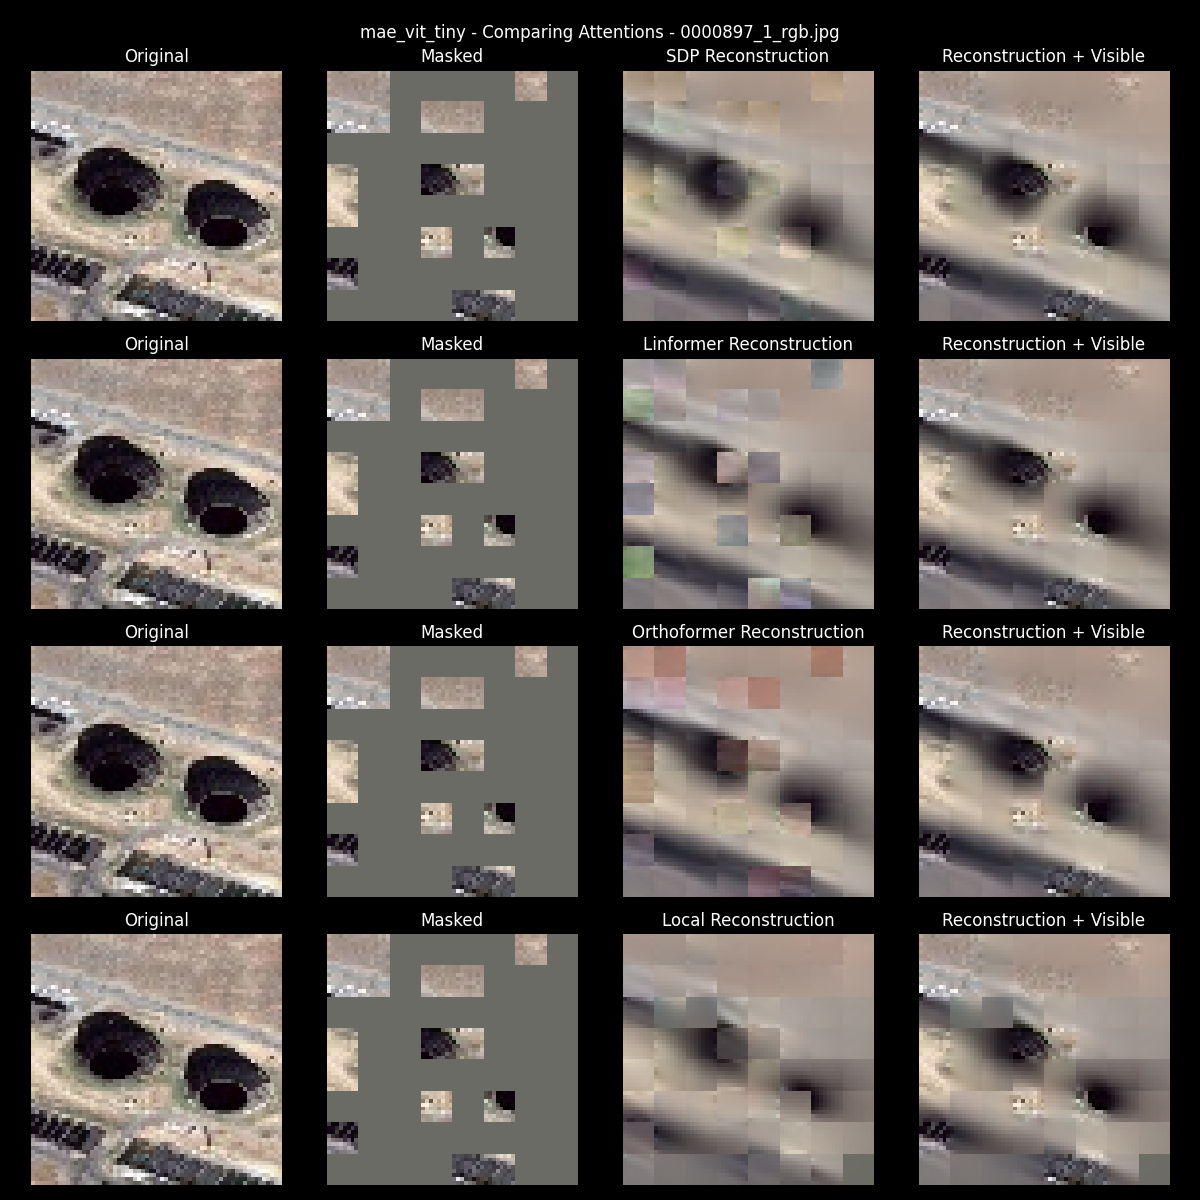 mae_vit_tiny - Comparing Attentions - 0000897_1_rgb.jpg
Original Masked SDP Reconstruction Reconstruction + Visible
Original Masked Linformer Reconstruction Reconstruction + Visible
Original Masked Orthoformer Reconstruction Reconstruction + Visible
Original Masked Local Reconstruction Reconstruction + Visible